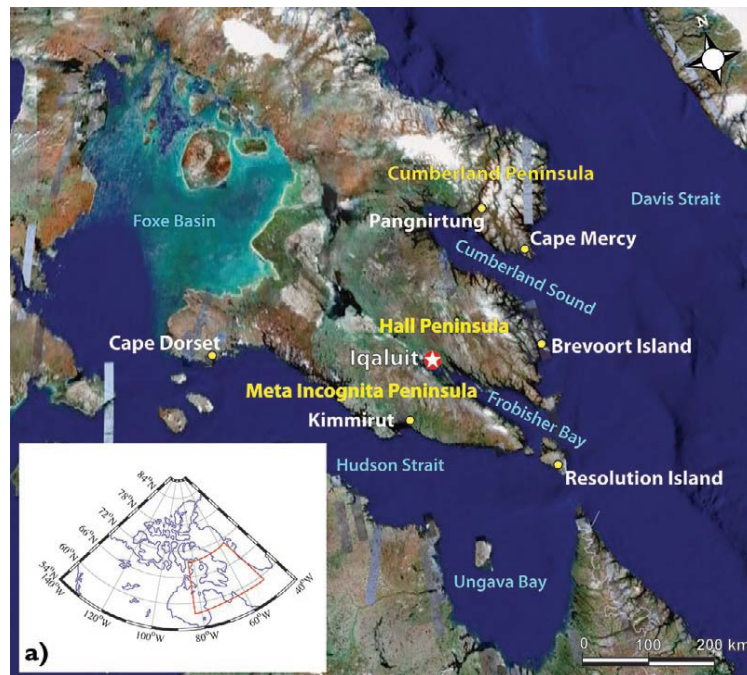 N
Cumberland Peninsula
Davis Strait
Pangnirtung
Foxe Basin
Cape Mercy
Cumberland Sound
Hall Peninsula
Cape Dorset
Brevoort Island
Iqaluit
Meta Incognita Peninsula
Frobisher Bay
Kimmirut
Hudson Strait
Resolution Island
84°N
78°N
72°N
66°N
60°N
54°N
140°W
120°W
100°W
80°W
60°W
40°W
Ungava Bay
a)
0 100 200 km